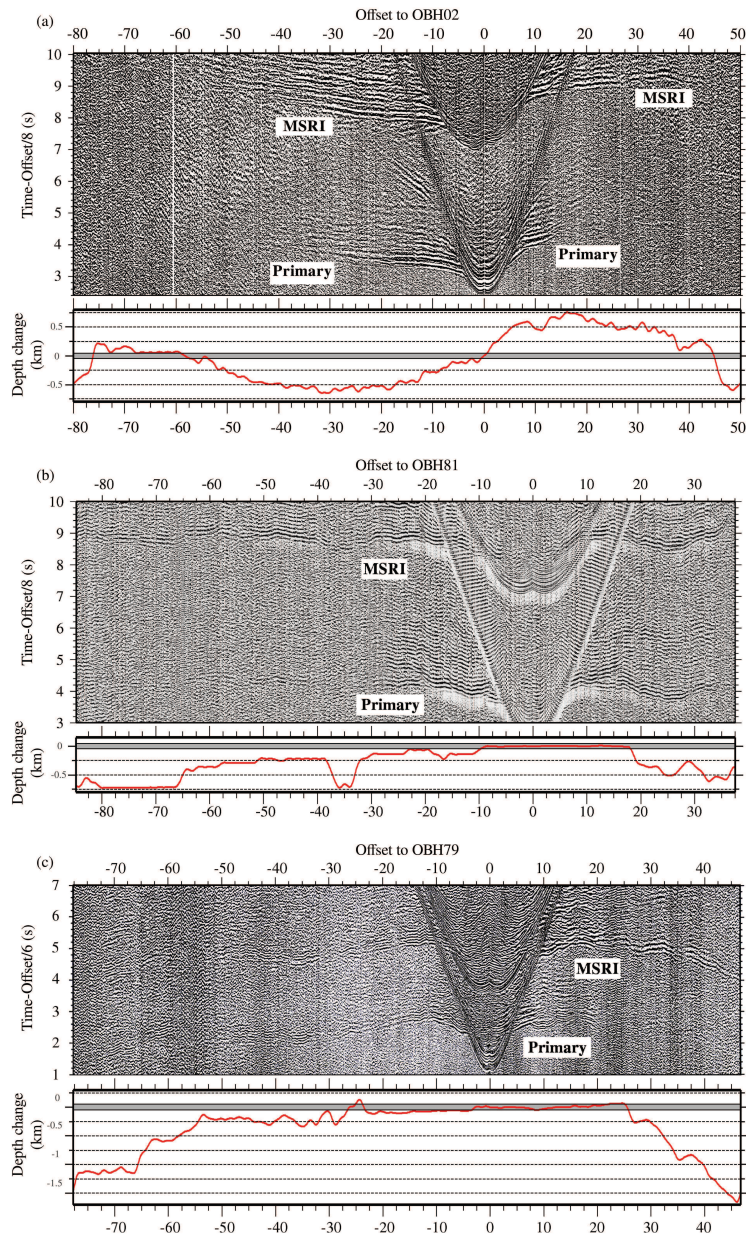 (a)
Offset to OBH02
-80 -70 -60 -50 -40 -30 -20 -10 0 10 20 30 40 50
10
9
8
7
6
5
4
3
Time-Offset/8 (s)
MSRI
MSRI
Primary
Primary
0.5
0
-0.5
Depth change
(km)
-80 -70 -60 -50 -40 -30 -20 -10 0 10 20 30 40 50
(b)
Offset to OBH81
-80 -70 -60 -50 -40 -30 -20 -10 0 10 20 30
10
9
8
7
6
5
4
3
Time-Offset/8 (s)
MSRI
Primary
0
-0.5
Depth change
(km)
-80 -70 -60 -50 -40 -30 -20 -10 0 10 20 30
(c)
Offset to OBH79
-70 -60 -50 -40 -30 -20 -10 0 10 20 30 40
7
6
5
4
3
2
1
Time-Offset/6 (s)
MSRI
Primary
0
-0.5
-1
-1.5
Depth change
(km)
-70 -60 -50 -40 -30 -20 -10 0 10 20 30 40